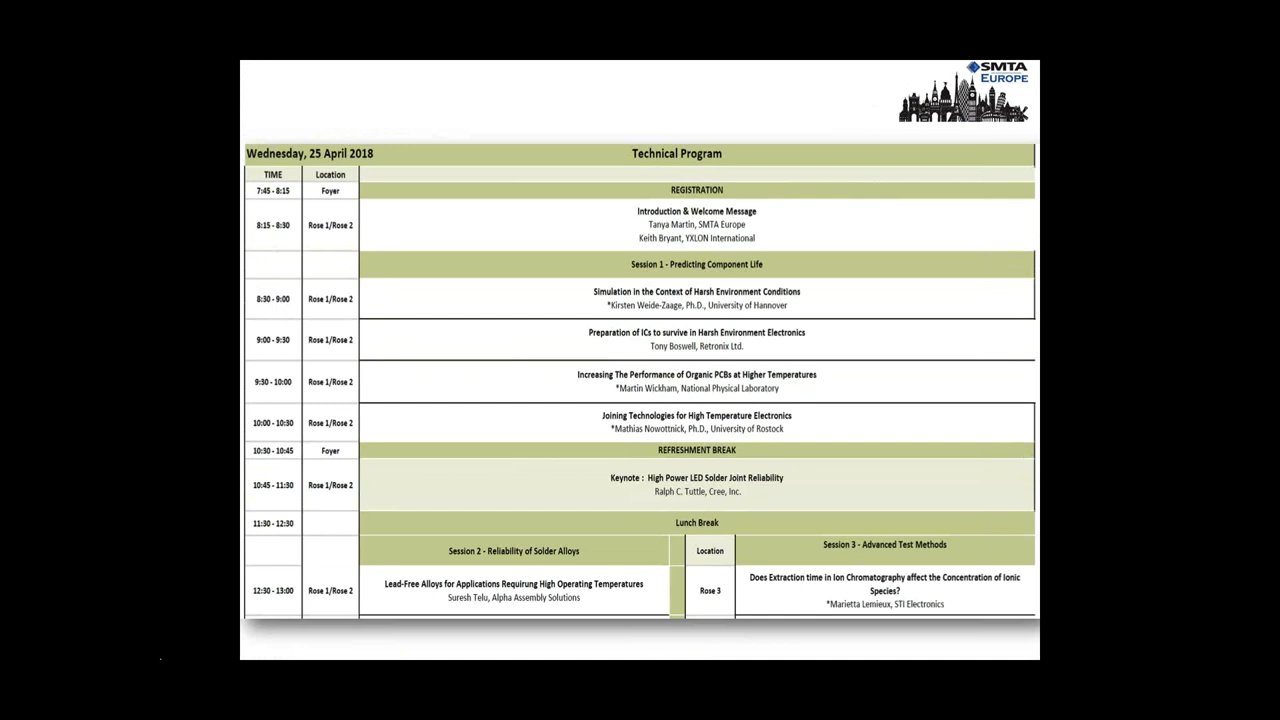 SMTA
EUROPE
Wednesday, 25 April 2018 Technical Program
TIME Location
7:45 - 8:15 Foyer REGISTRATION
8:15 - 8:30 Rose 1/Rose 2 Introduction & Welcome Message
Tanya Martin, SMTA Europe
Keith Bryant, YXLON International
Session 1 - Predicting Component Life
8:30 - 9:00 Rose 1/Rose 2 Simulation in the Context of Harsh Environment Conditions
*Kirsten Weide-Zaage, Ph.D., University of Hannover
9:00 - 9:30 Rose 1/Rose 2 Preparation of ICs to survive in Harsh Environment Electronics
Tony Boswell, Retronix Ltd.
9:30 - 10:00 Rose 1/Rose 2 Increasing The Performance of Organic PCBs at Higher Temperatures
*Martin Wickham, National Physical Laboratory
10:00 - 10:30 Rose 1/Rose 2 Joining Technologies for High Temperature Electronics
*Mathias Nowottnick, Ph.D., University of Rostock
10:30 - 10:45 Foyer REFRESHMENT BREAK
10:45 - 11:30 Rose 1/Rose 2 Keynote : High Power LED Solder Joint Reliability
Ralph C. Tuttle, Cree, Inc.
11:30 - 12:30 Lunch Break
Session 2 - Reliability of Solder Alloys Location Session 3 - Advanced Test Methods
12:30 - 13:00 Rose 1/Rose 2 Lead-Free Alloys for Applications Requirung High Operating Temperatures
Suresh Telu, Alpha Assembly Solutions
Rose 3 Does Extraction time in Ion Chromatography affect the Concentration of Ionic
Species?
*Marietta Lemieux, STI Electronics